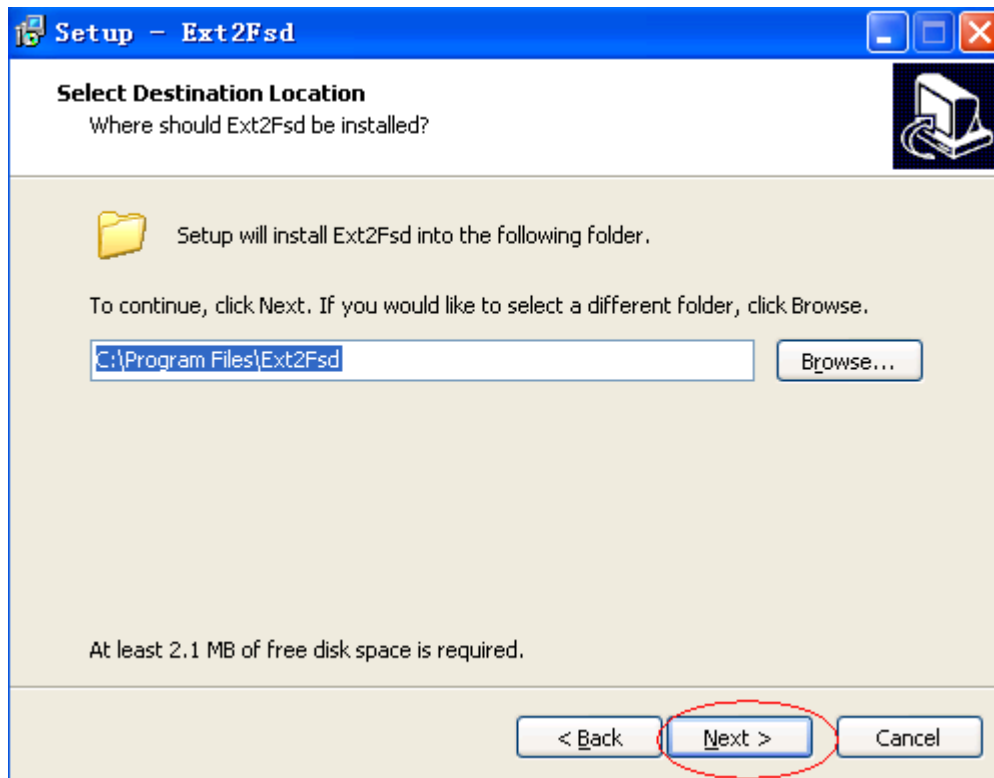 Setup - Ext2Fsd
Select Destination Location
Where should Ext2Fsd be installed?
Setup will install Ext2Fsd into the following folder.
To continue, click Next. If you would like to select a different folder, click Browse.
C:\Program Files\Ext2Fsd
Browse...
At least 2.1 MB of free disk space is required.
< Back
Next >
Cancel